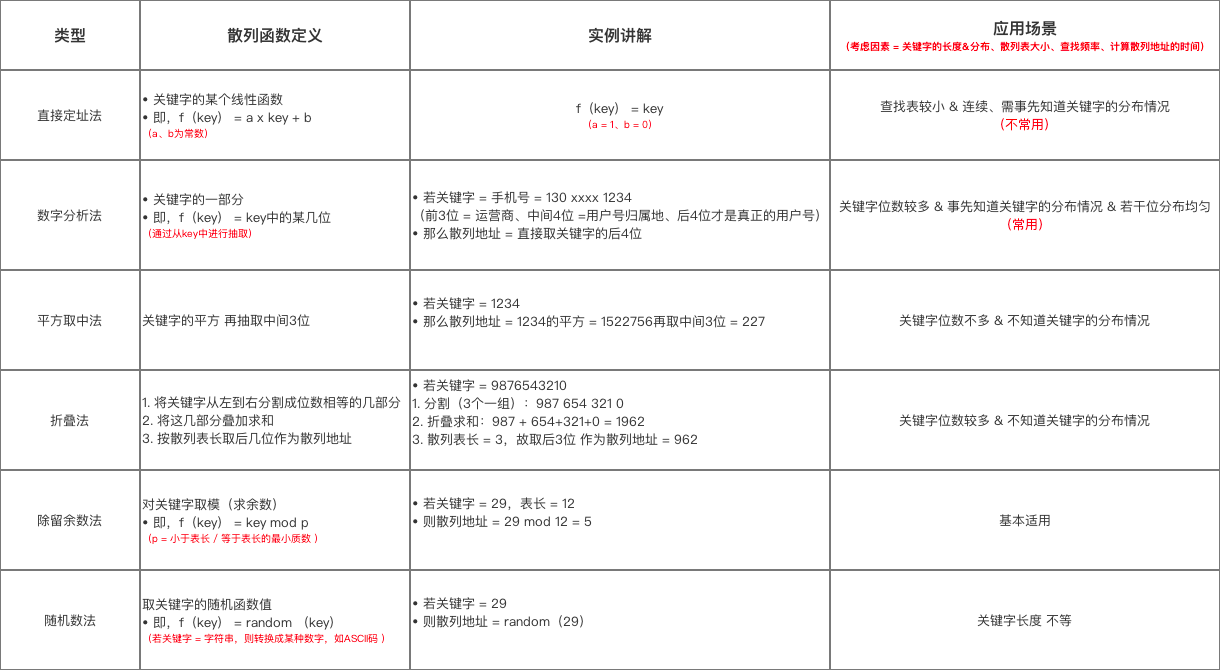 类型
散列函数定义
实例讲解
应用场景
（考虑因素 = 关键字的长度&分布、散列表大小、查找频率、计算散列地址的时间）
直接定址法
• 关键字的某个线性函数
• 即，f（key） = a x key + b
（a、b为常数）
f（key） = key
（a = 1、b = 0）
查找表较小 & 连续、需事先知道关键字的分布情况
（不常用）
数字分析法
• 关键字的一部分
• 即，f（key） = key中的某几位
（通过从key中进行抽取）
• 若关键字 = 手机号 = 130 xxxx 1234
（前3位 = 运营商、中间4位 =用户号归属地、后4位才是真正的用户号）
• 那么散列地址 = 直接取关键字的后4位
关键字位数较多 & 事先知道关键字的分布情况 & 若干位分布均匀
（常用）
平方取中法
关键字的平方 再抽取中间3位
• 若关键字 = 1234
• 那么散列地址 = 1234的平方 = 1522756再取中间3位 = 227
关键字位数不多 & 不知道关键字的分布情况
折叠法
1. 将关键字从左到右分割成位数相等的几部分
2. 将这几部分叠加求和
3. 按散列表长取后几位作为散列地址
• 若关键字 = 9876543210
1. 分割（3个一组）：987 654 321 0
2. 折叠求和：987 + 654+321+0 = 1962
3. 散列表长 = 3，故取后3位 作为散列地址 = 962
关键字位数较多 & 不知道关键字的分布情况
除留余数法
对关键字取模（求余数）
• 即，f（key） = key mod p
（p = 小于表长 / 等于表长的最小质数 ）
• 若关键字 = 29，表长 = 12
• 则散列地址 = 29 mod 12 = 5
基本适用
随机数法
取关键字的随机函数值
• 即，f（key） = random （key）
（若关键字 = 字符串，则转换成某种数字，如ASCII码 ）
• 若关键字 = 29
• 则散列地址 = random（29）
关键字长度 不等